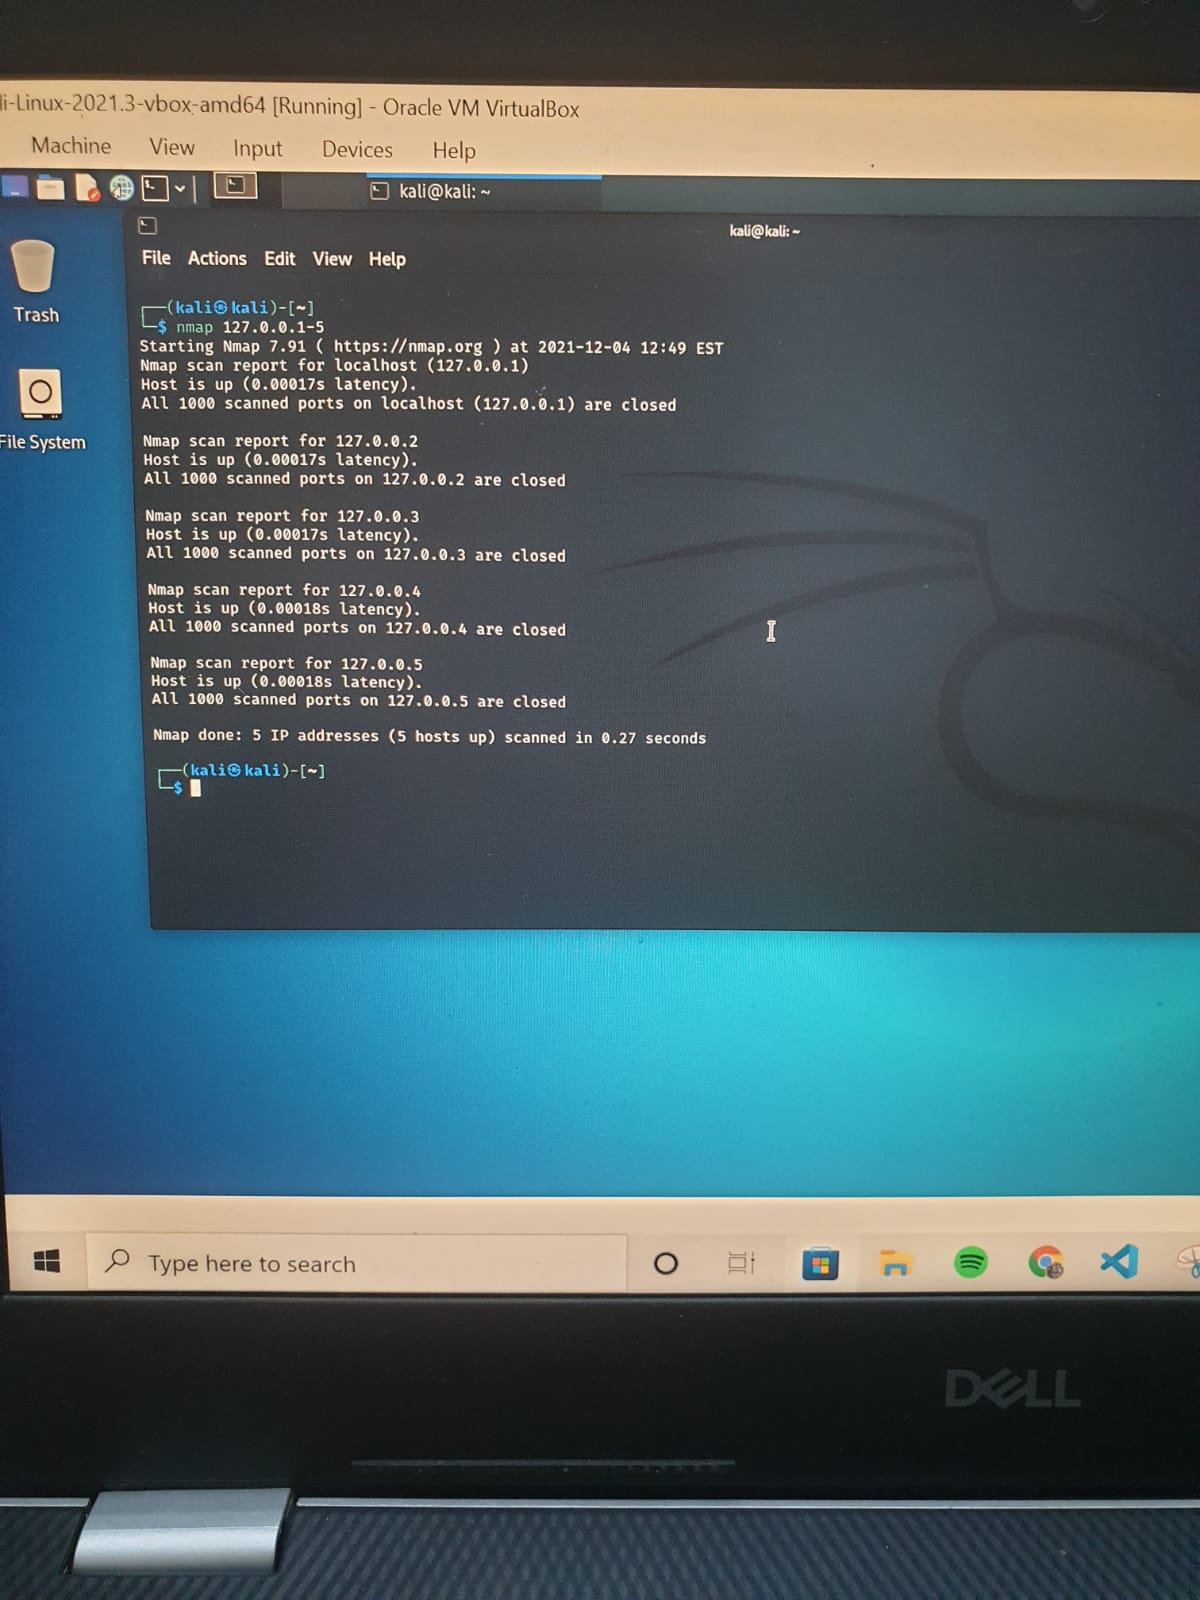 li-Linux-2021.3-vbox-amd64 [Running] - Oracle VM VirtualBox
Machine View Input Devices Help
kali@kali: ~
kali@kali: ~
File Actions Edit View Help
Trash
File System
(kali㉿kali)-[~]
$ nmap 127.0.0.1-5
Starting Nmap 7.91 ( https://nmap.org ) at 2021-12-04 12:49 EST
Nmap scan report for localhost (127.0.0.1)
Host is up (0.00017s latency).
All 1000 scanned ports on localhost (127.0.0.1) are closed
Nmap scan report for 127.0.0.2
Host is up (0.00017s latency).
All 1000 scanned ports on 127.0.0.2 are closed
Nmap scan report for 127.0.0.3
Host is up (0.00017s latency).
All 1000 scanned ports on 127.0.0.3 are closed
Nmap scan report for 127.0.0.4
Host is up (0.00018s latency).
All 1000 scanned ports on 127.0.0.4 are closed
Nmap scan report for 127.0.0.5
Host is up (0.00018s latency).
All 1000 scanned ports on 127.0.0.5 are closed
Nmap done: 5 IP addresses (5 hosts up) scanned in 0.27 seconds
(kali㉿kali)-[~]
$
Type here to search
DELL